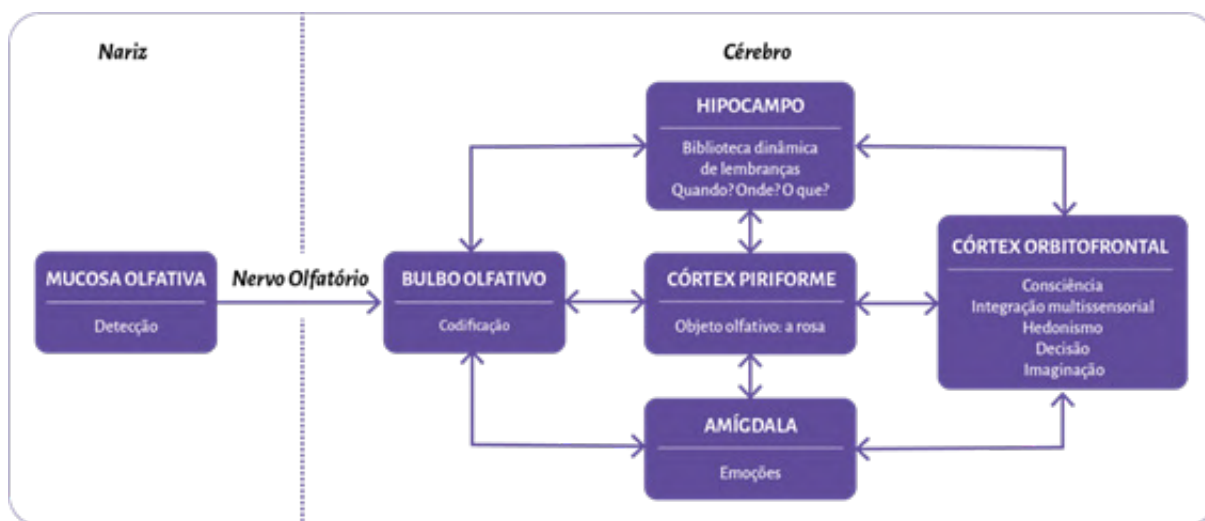 Nariz
Cérebro
HIPOCAMPO
Biblioteca dinâmica
de lembranças
Quando? Onde? O que?
MUCOSA OLFATIVA
Detecção
Nervo Olfatório
BULBO OLFATIVO
Codificação
CÓRTEX PIRIFORME
Objeto olfativo: a rosa
CÓRTEX ORBITOFRONTAL
Consciência
Integração multissensorial
Hedonismo
Decisão
Imaginação
AMÍGDALA
Emoções